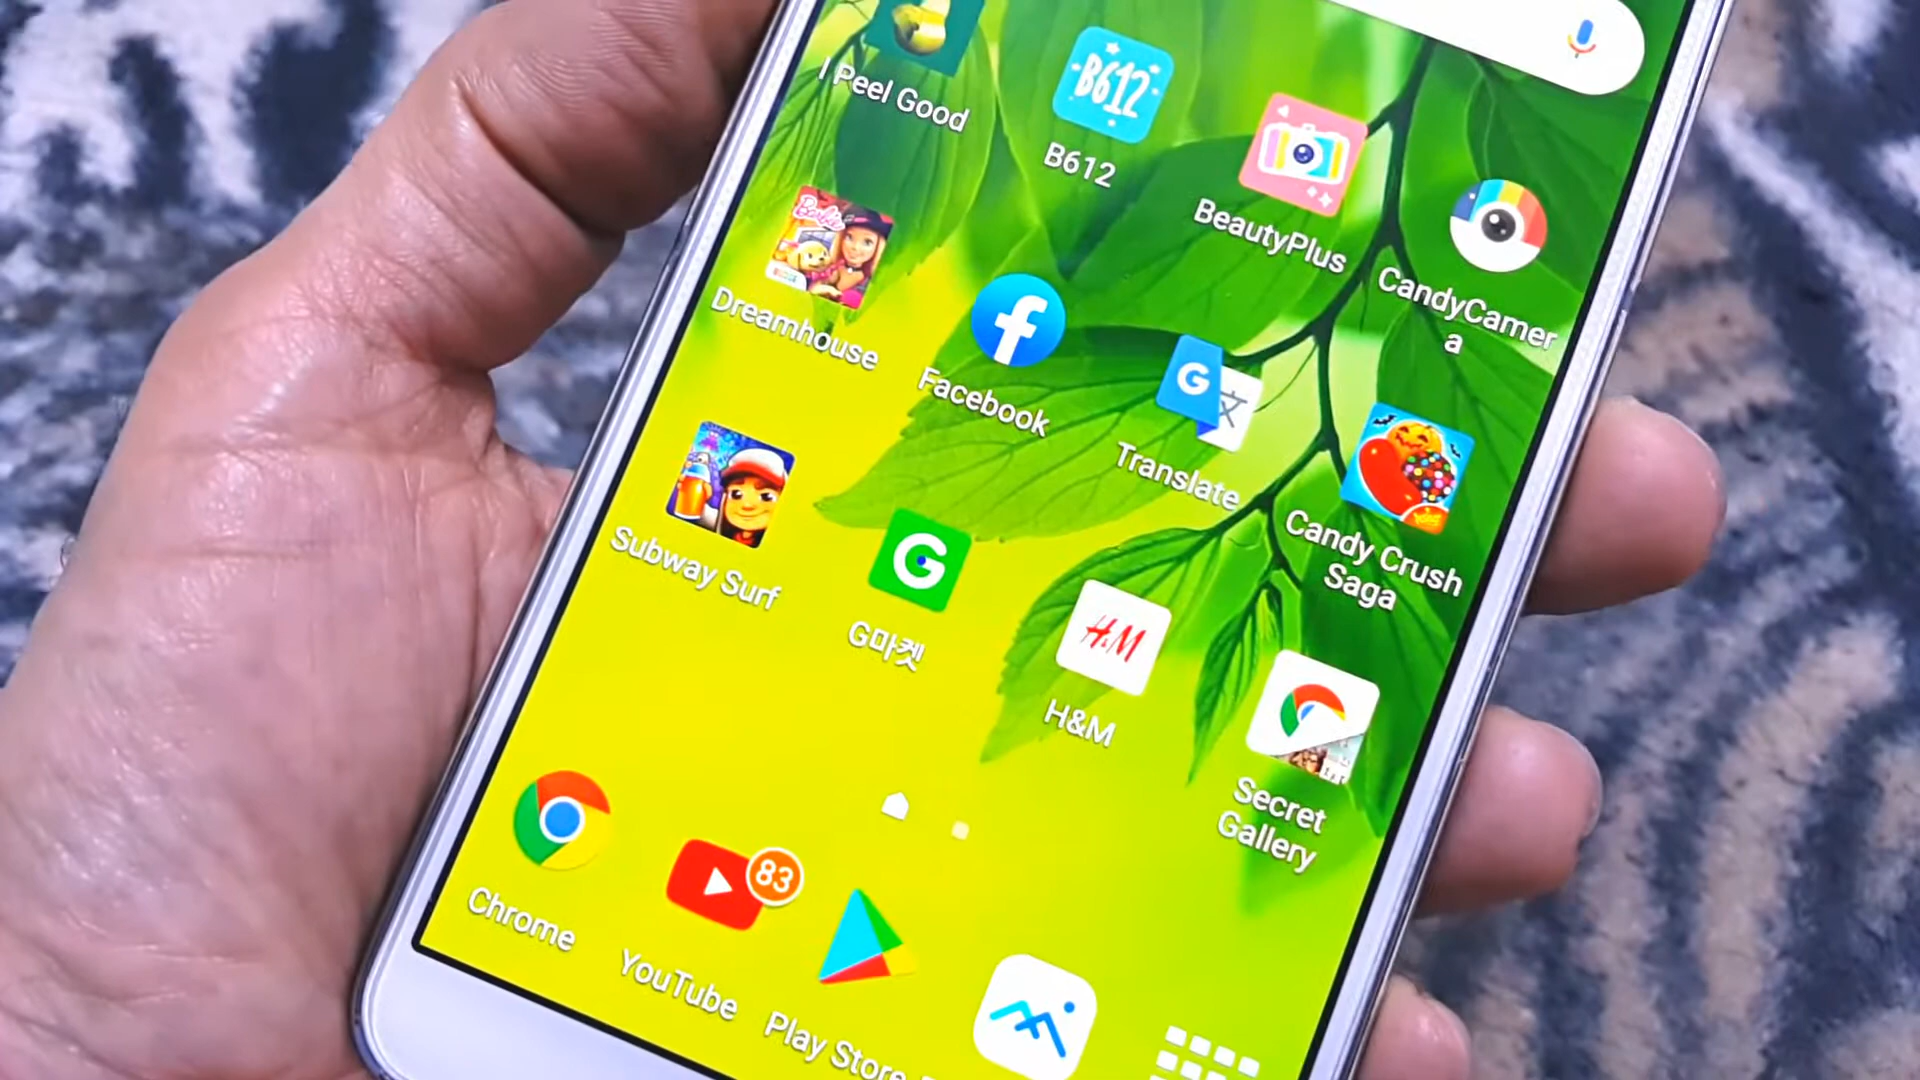 I Peel Good
B612
B612
BeautyPlus
CandyCamer
a
Barbie
Dreamhouse
Facebook
G
Translate
Candy Crush
Saga
Subway Surf
G
G마켓
H&M
H&M
Secret
Gallery
Chrome
83
YouTube
Play Store